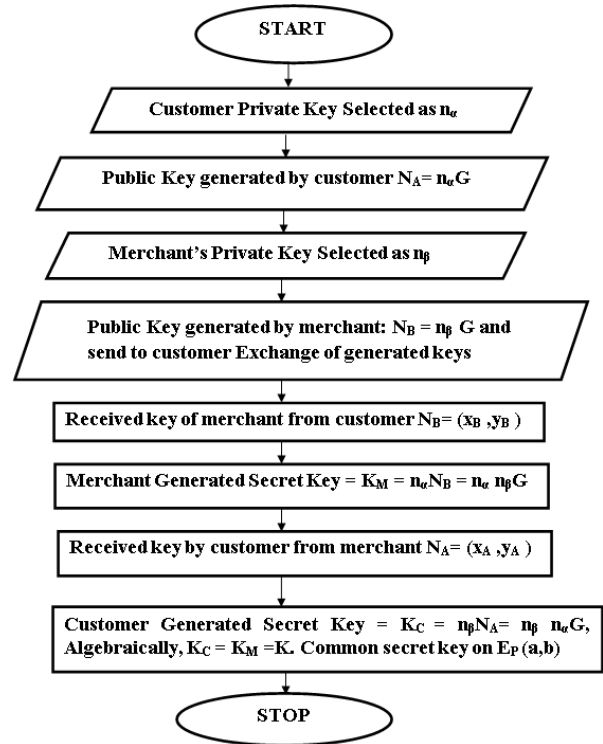 START
Customer Private Key Selected as nα
Public Key generated by customer NA= nαG
Merchant's Private Key Selected as nβ
Public Key generated by merchant: NB = nβ G and
send to customer Exchange of generated keys
Received key of merchant from customer NB= (xB ,yB )
Merchant Generated Secret Key = KM = nαNB = nα nβG
Received key by customer from merchant NA= (xA ,yA )
Customer Generated Secret Key = KC = nβNA= nβ nαG,
Algebraically, KC = KM =K. Common secret key on EP (a,b)
STOP